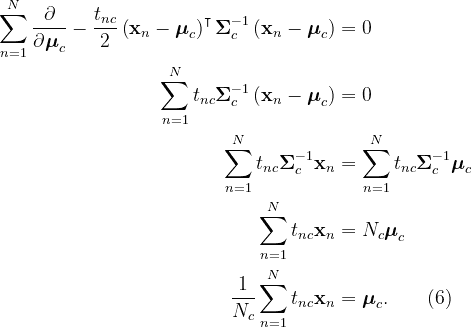 \sum_{n=1}^{N} \frac{\partial}{\partial \boldsymbol{\mu}_c} - \frac{t_{nc}}{2} (\mathbf{x}_n - \boldsymbol{\mu}_c)^\intercal \boldsymbol{\Sigma}_c^{-1} (\mathbf{x}_n - \boldsymbol{\mu}_c) = 0
\sum_{n=1}^{N} t_{nc} \boldsymbol{\Sigma}_c^{-1} (\mathbf{x}_n - \boldsymbol{\mu}_c) = 0
\sum_{n=1}^{N} t_{nc} \boldsymbol{\Sigma}_c^{-1} \mathbf{x}_n = \sum_{n=1}^{N} t_{nc} \boldsymbol{\Sigma}_c^{-1} \boldsymbol{\mu}_c
\sum_{n=1}^{N} t_{nc} \mathbf{x}_n = N_c \boldsymbol{\mu}_c
\frac{1}{N_c} \sum_{n=1}^{N} t_{nc} \mathbf{x}_n = \boldsymbol{\mu}_c. (6)